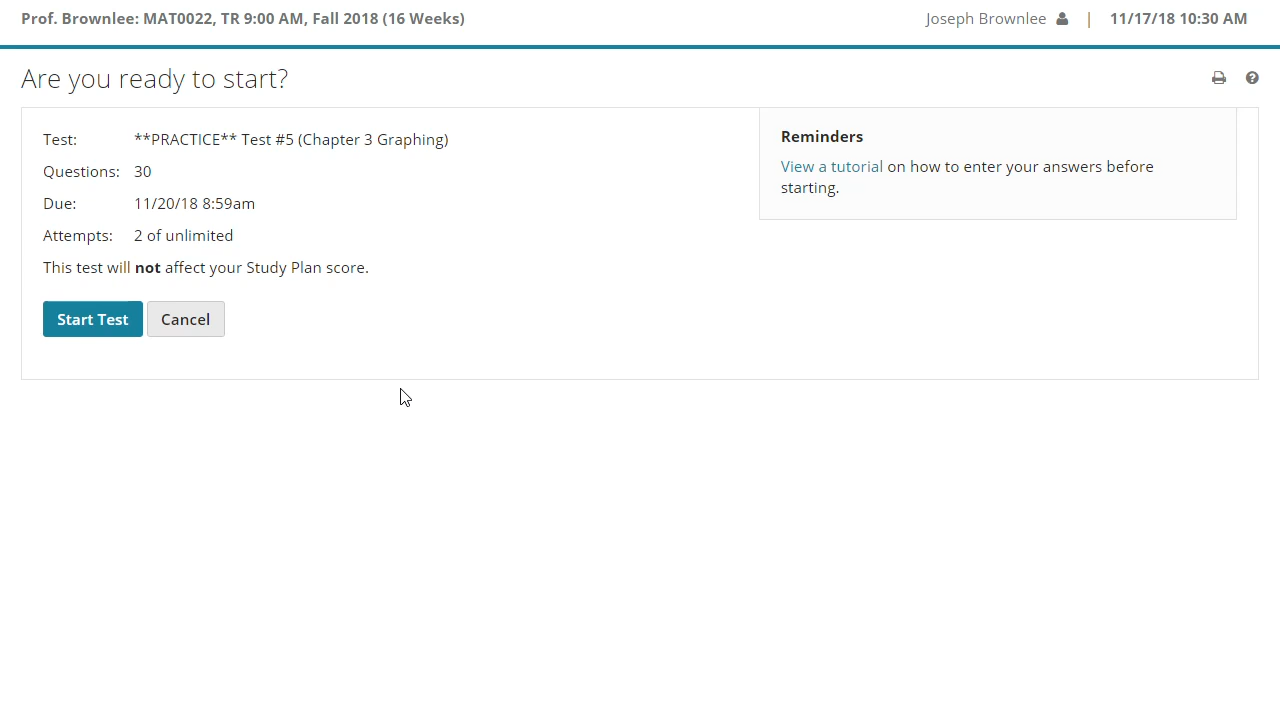 Prof. Brownlee: MAT0022, TR 9:00 AM, Fall 2018 (16 Weeks)
Joseph Brownlee | 11/17/18 10:30 AM
Are you ready to start?
Test: **PRACTICE** Test #5 (Chapter 3 Graphing)
Questions: 30
Due: 11/20/18 8:59am
Attempts: 2 of unlimited
This test will not affect your Study Plan score.
Start Test Cancel
Reminders
View a tutorial on how to enter your answers before
starting.